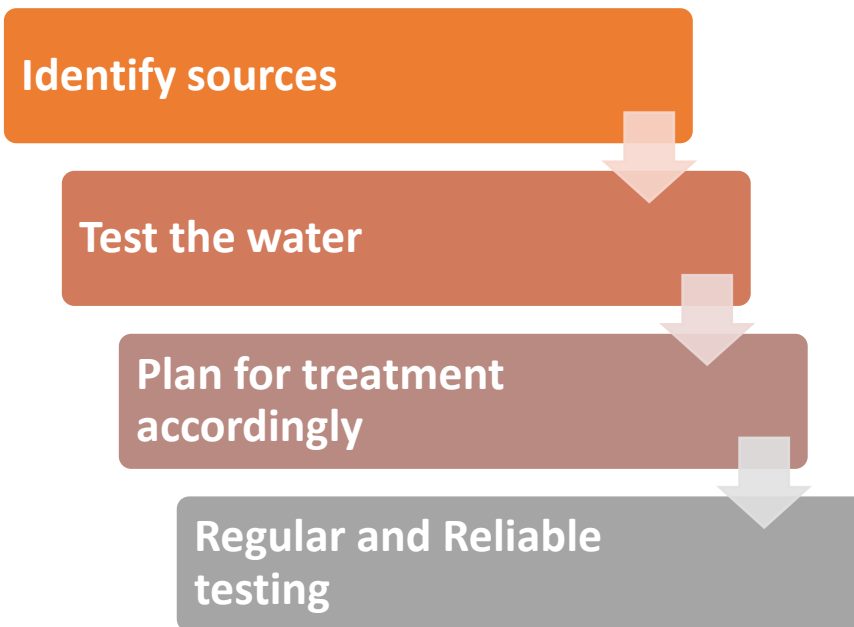 Identify sources
Test the water
Plan for treatment
accordingly
Regular and Reliable
testing